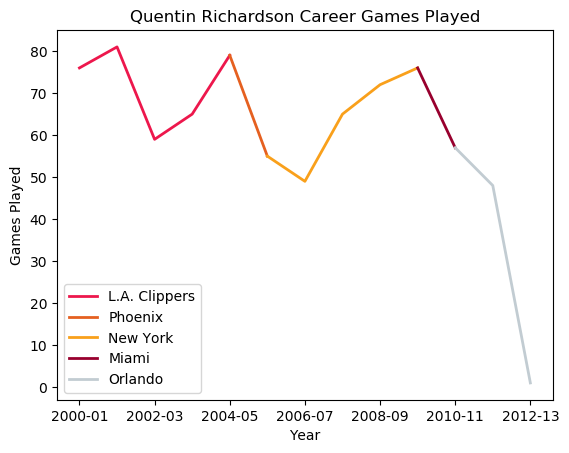 Quentin Richardson Career Games Played
80
70
60
50
40
30
20
10
0
Games Played
L.A. Clippers
Phoenix
New York
Miami
Orlando
2000-01 2002-03 2004-05 2006-07 2008-09 2010-11 2012-13
Year